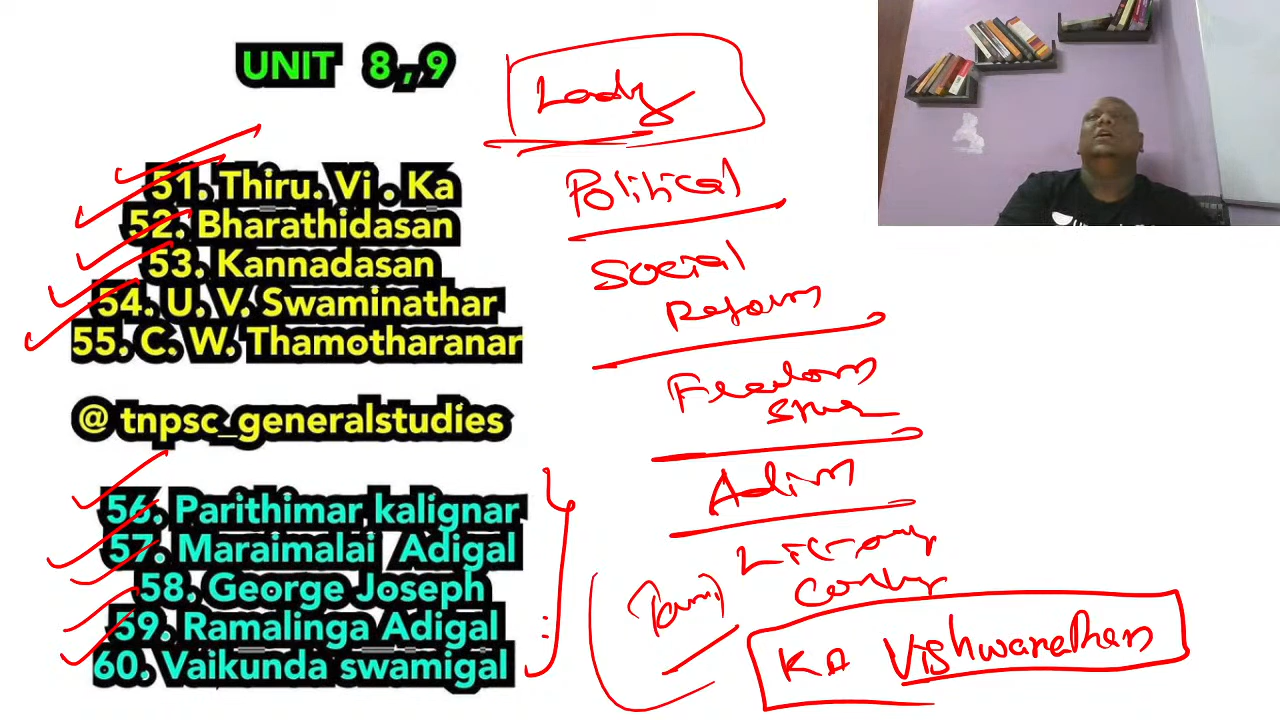 UNIT 8,9
51. Thiru. Vi . Ka
52. Bharathidasan
53. Kannadasan
54. U. V. Swaminathar
55. C. W. Thamotharanar
@ tnpsc_generalstudies
56. Parithimar kalignar
57. Maraimalai Adigal
58. George Joseph
59. Ramalinga Adigal
60. Vaikunda swamigal
Lady
Political
Social
Reform
Freedom
Tamil
KA Vishwanathan